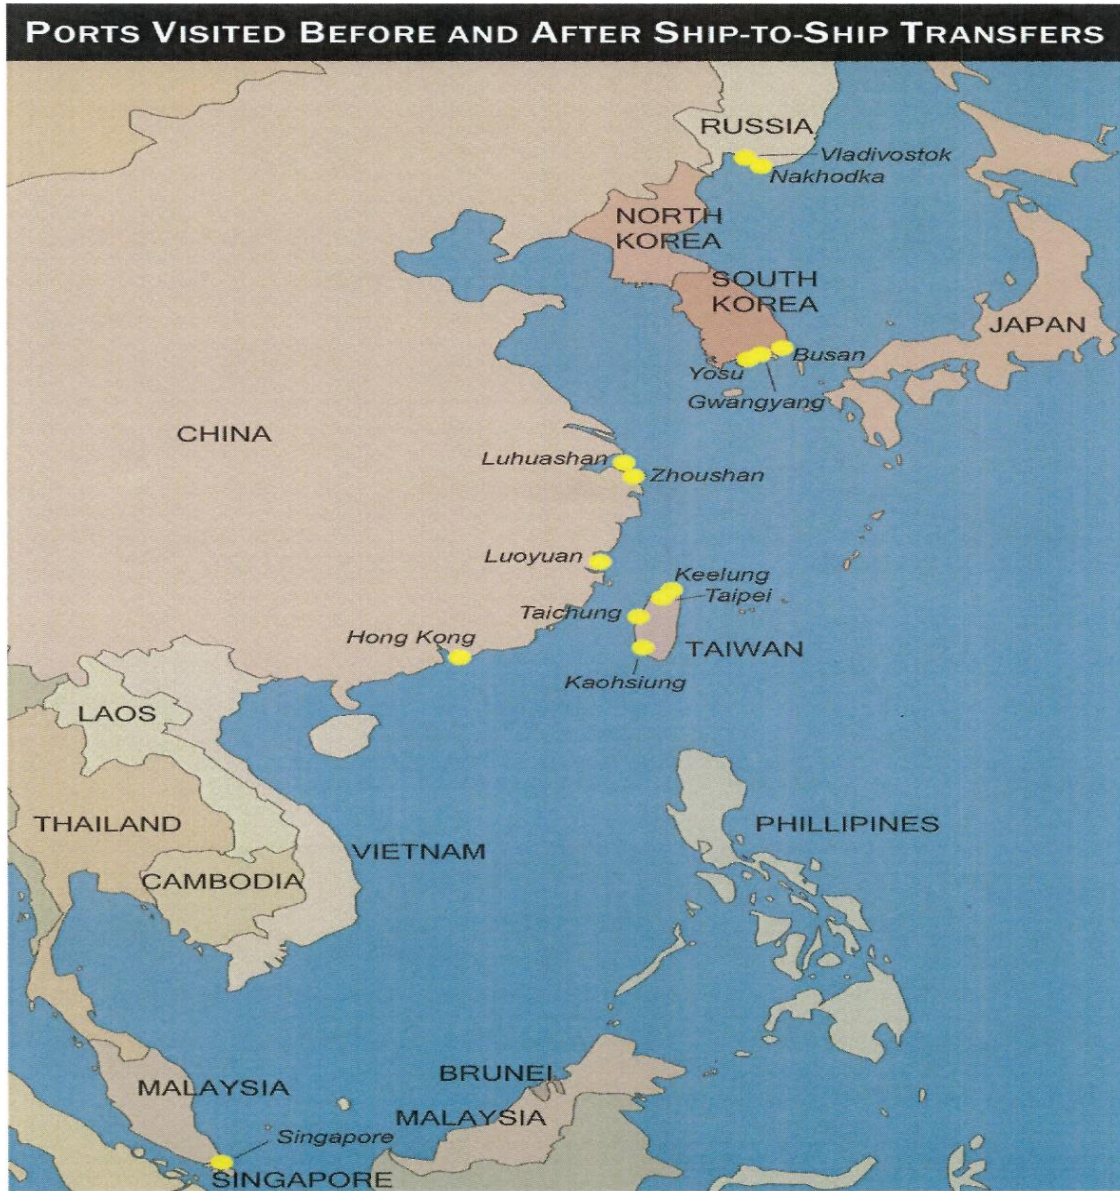 PORTS VISITED BEFORE AND AFTER SHIP-TO-SHIP TRANSFERS
RUSSIA
Vladivostok
Nakhodka
NORTH
KOREA
SOUTH
KOREA
JAPAN
Busan
Yosu
Gwangyang
CHINA
Luhuashan
Zhoushan
Luoyuan
Keelung
Taipei
Taichung
Hong Kong
TAIWAN
Kaohsiung
LAOS
THAILAND
PHILLIPINES
VIETNAM
CAMBODIA
BRUNEI
MALAYSIA
MALAYSIA
Singapore
SINGAPORE